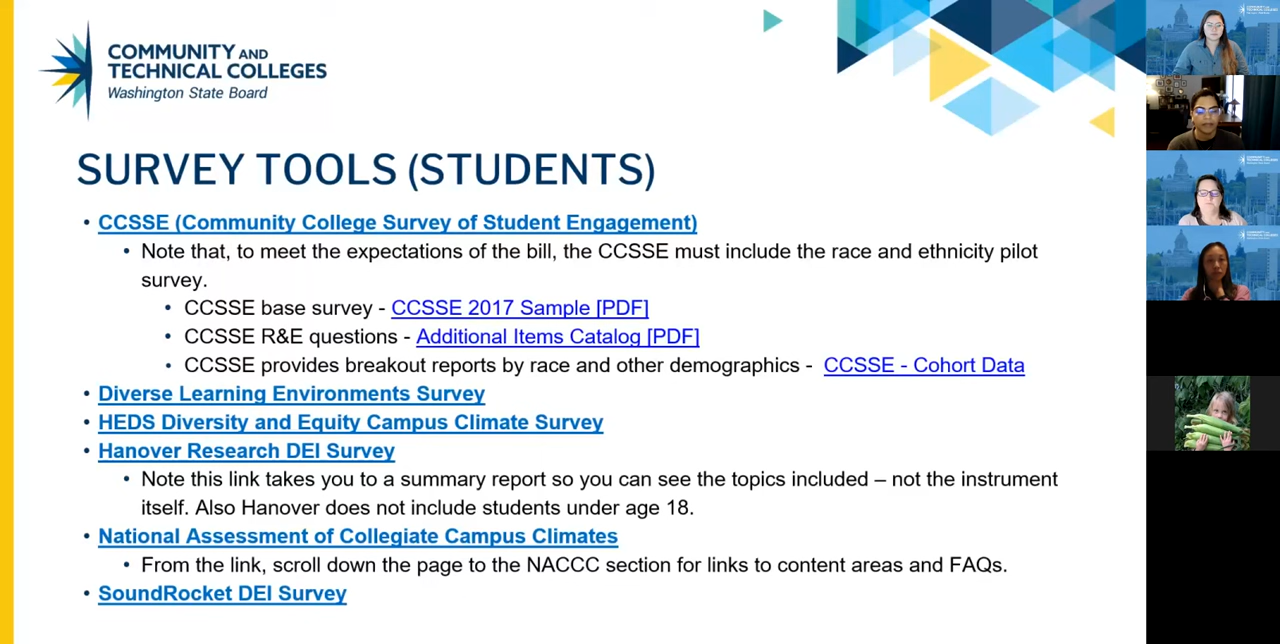 COMMUNITY AND
TECHNICAL COLLEGES
Washington State Board
SURVEY TOOLS (STUDENTS)
• CCSSE (Community College Survey of Student Engagement)
• Note that, to meet the expectations of the bill, the CCSSE must include the race and ethnicity pilot
survey.
• CCSSE base survey - CCSSE 2017 Sample [PDF]
• CCSSE R&E questions - Additional Items Catalog [PDF]
• CCSSE provides breakout reports by race and other demographics - CCSSE - Cohort Data
• Diverse Learning Environments Survey
• HEDS Diversity and Equity Campus Climate Survey
• Hanover Research DEI Survey
• Note this link takes you to a summary report so you can see the topics included – not the instrument
itself. Also Hanover does not include students under age 18.
• National Assessment of Collegiate Campus Climates
• From the link, scroll down the page to the NACCC section for links to content areas and FAQs.
• SoundRocket DEI Survey